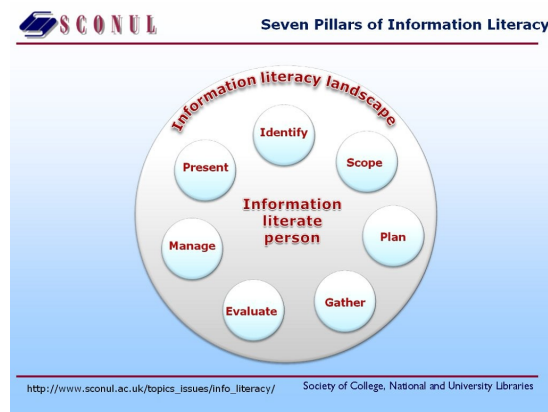 SCONUL
Seven Pillars of Information Literacy
Information literacy landscape
Identify
Scope
Present
Information
literate
person
Plan
Manage
Gather
Evaluate
http://www.sconul.ac.uk/topics_issues/info_literacy/
Society of College, National and University Libraries